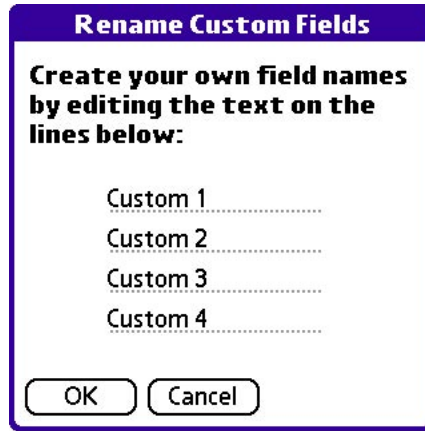 Rename Custom Fields
Create your own field names
by editing the text on the
lines below:
Custom 1
Custom 2
Custom 3
Custom 4
OK Cancel